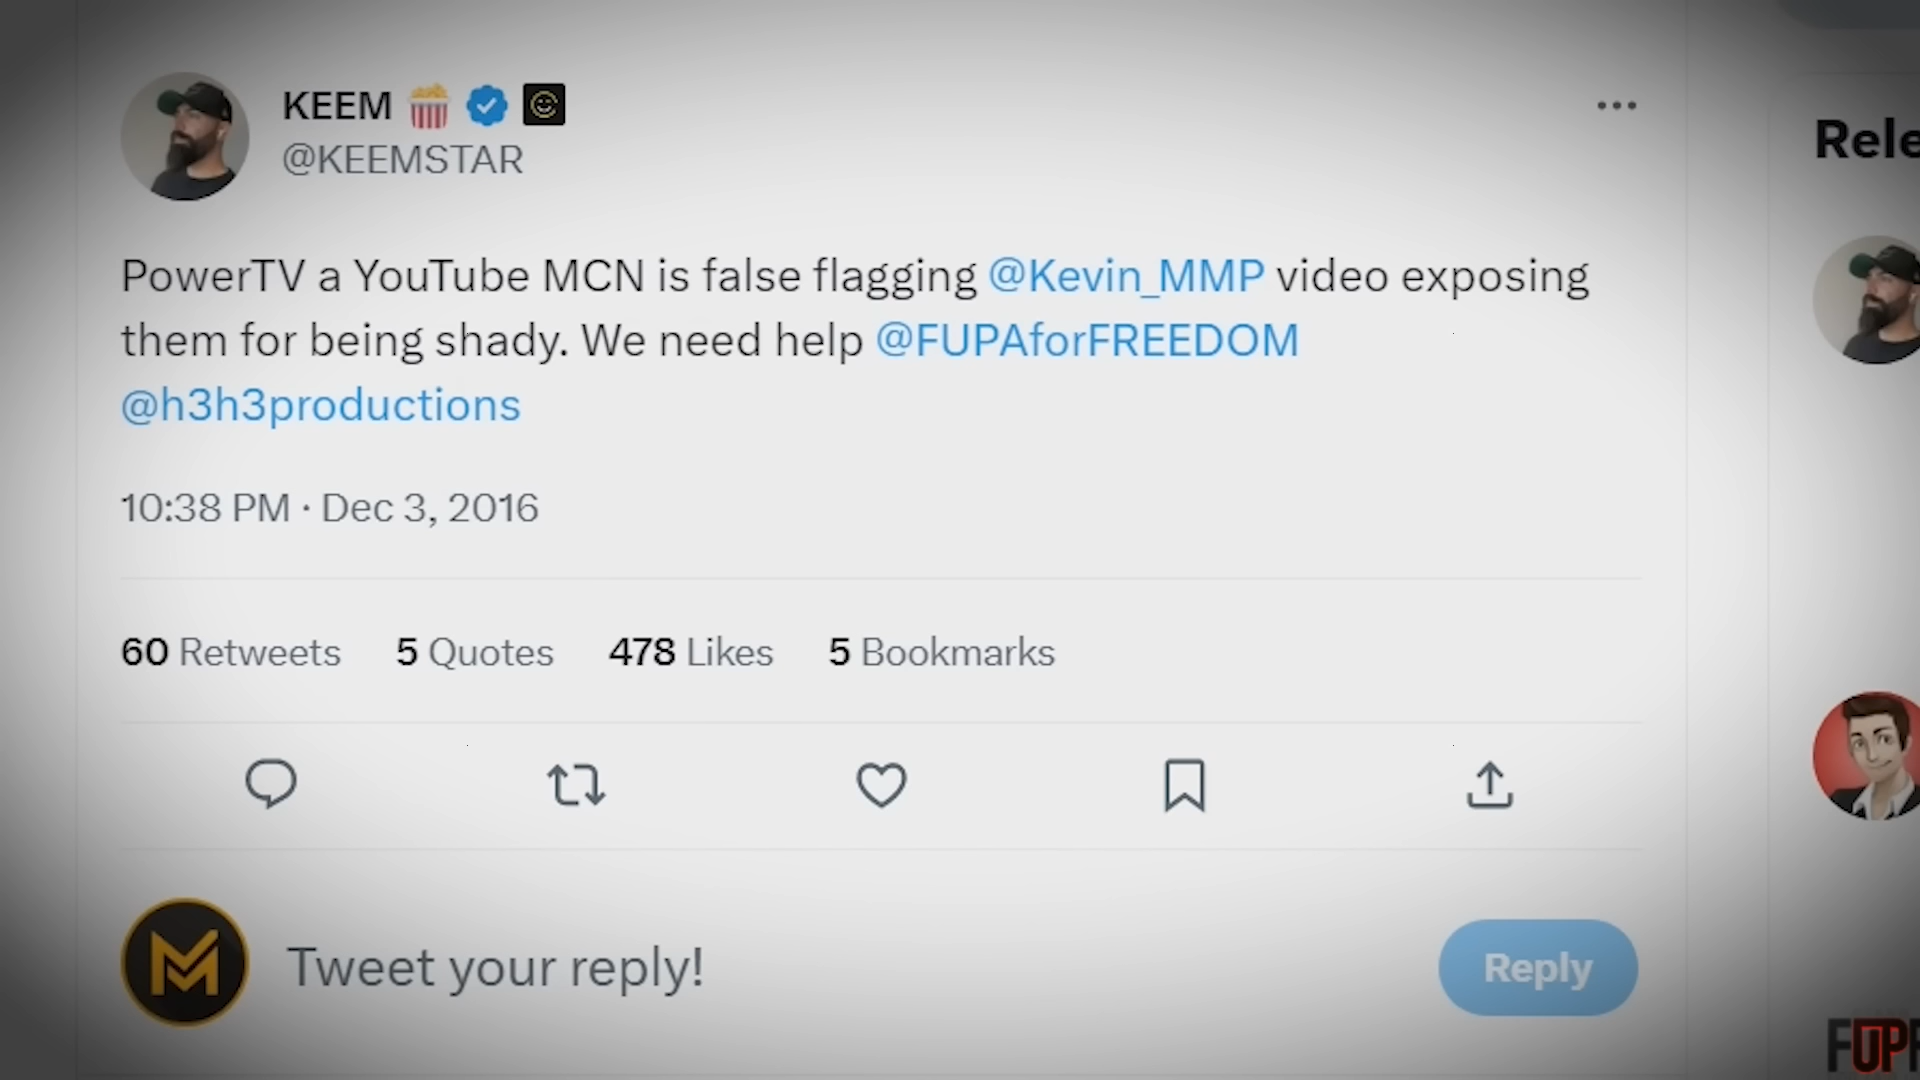 KEEM
@KEEMSTAR
Rele
PowerTV a YouTube MCN is false flagging @Kevin_MMP video exposing
them for being shady. We need help @FUPAforFREEDOM
@h3h3productions
10:38 PM · Dec 3, 2016
60 Retweets 5 Quotes 478 Likes 5 Bookmarks
Tweet your reply!
Reply
FUPF